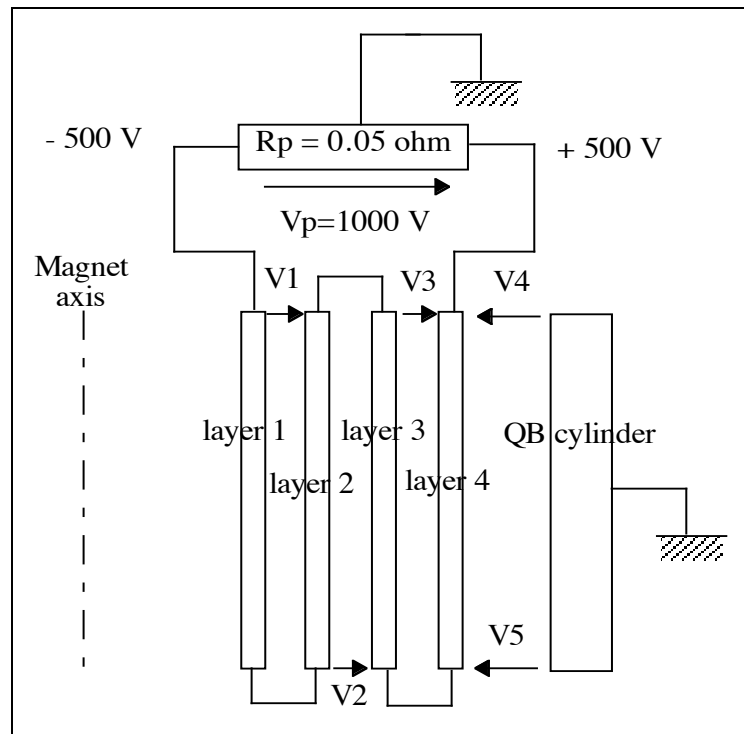 - 500 V
Rp = 0.05 ohm
+ 500 V
Vp=1000 V
Magnet
axis
V1
V3
V4
layer 1
layer 3
QB cylinder
layer 2
layer 4
V5
V2